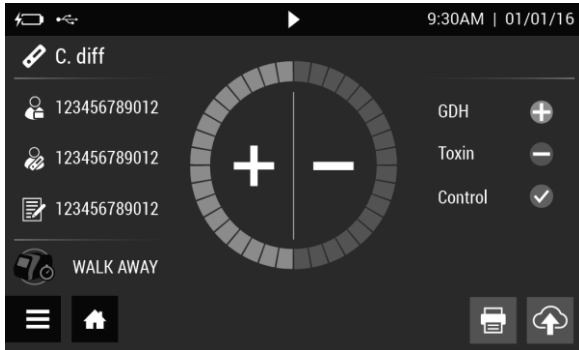 9:30AM | 01/01/16
C. diff
123456789012
123456789012
123456789012
WALK AWAY
+ −
GDH +
Toxin −
Control ✓